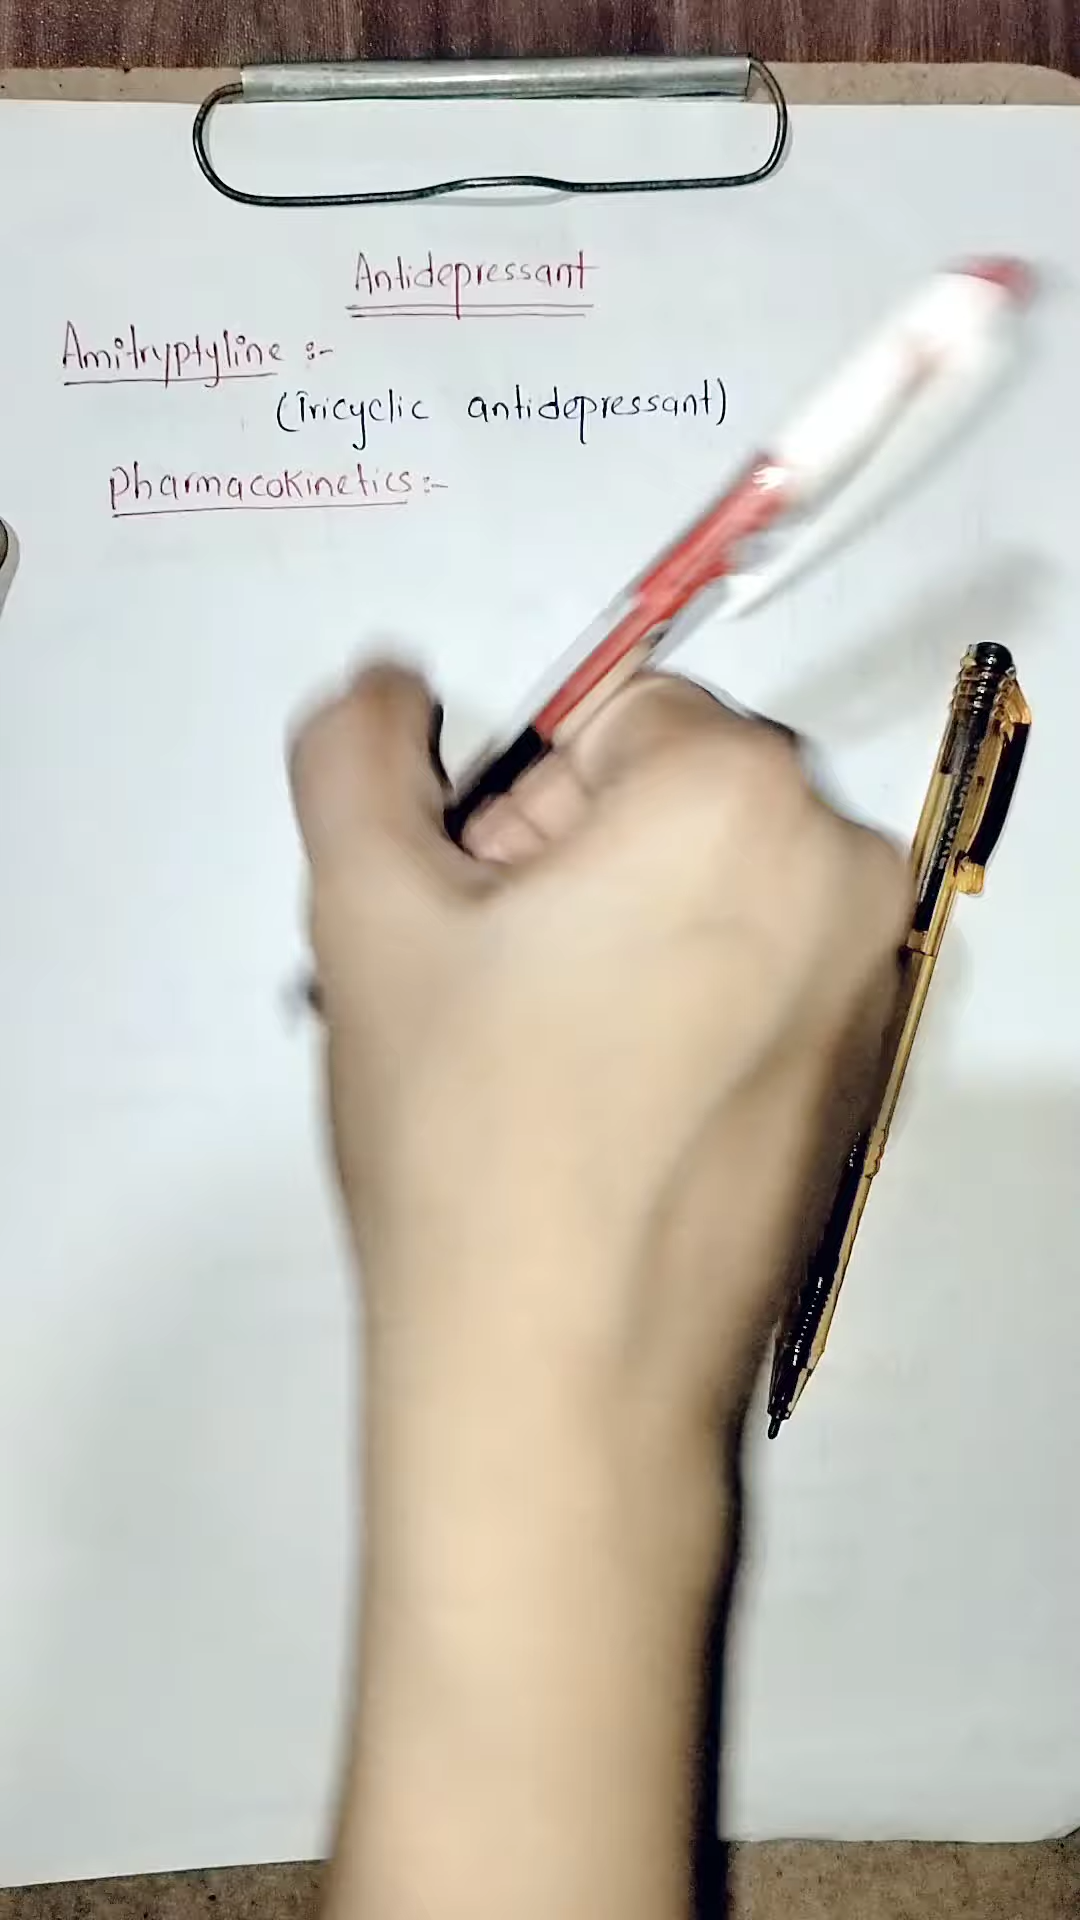 Antidepressant
Amitryptyline :-
(Tricyclic antidepressant)
Pharmacokinetics :-